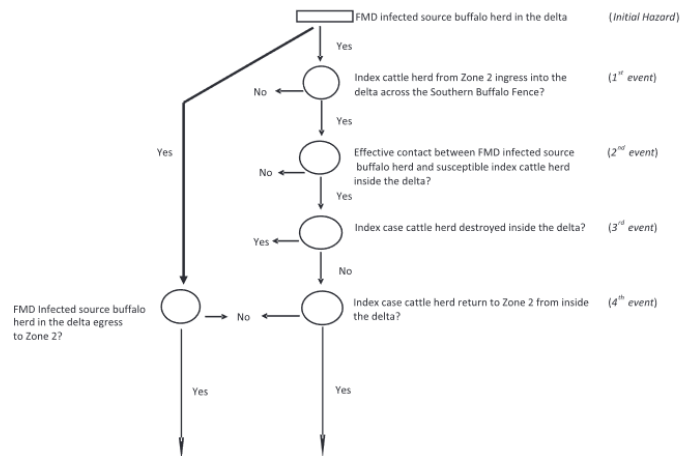 FMD infected source buffalo herd in the delta (Initial Hazard)
Yes
Index cattle herd from Zone 2 ingress into the (1st event)
delta across the Southern Buffalo Fence?
No
Yes
Yes
Effective contact between FMD infected source (2nd event)
buffalo herd and susceptible index cattle herd
inside the delta?
No
Yes
Index case cattle herd destroyed inside the delta? (3rd event)
Yes
No
Index case cattle herd return to Zone 2 from inside (4th event)
the delta?
FMD Infected source buffalo
herd in the delta egress
to Zone 2?
No
Yes
Yes